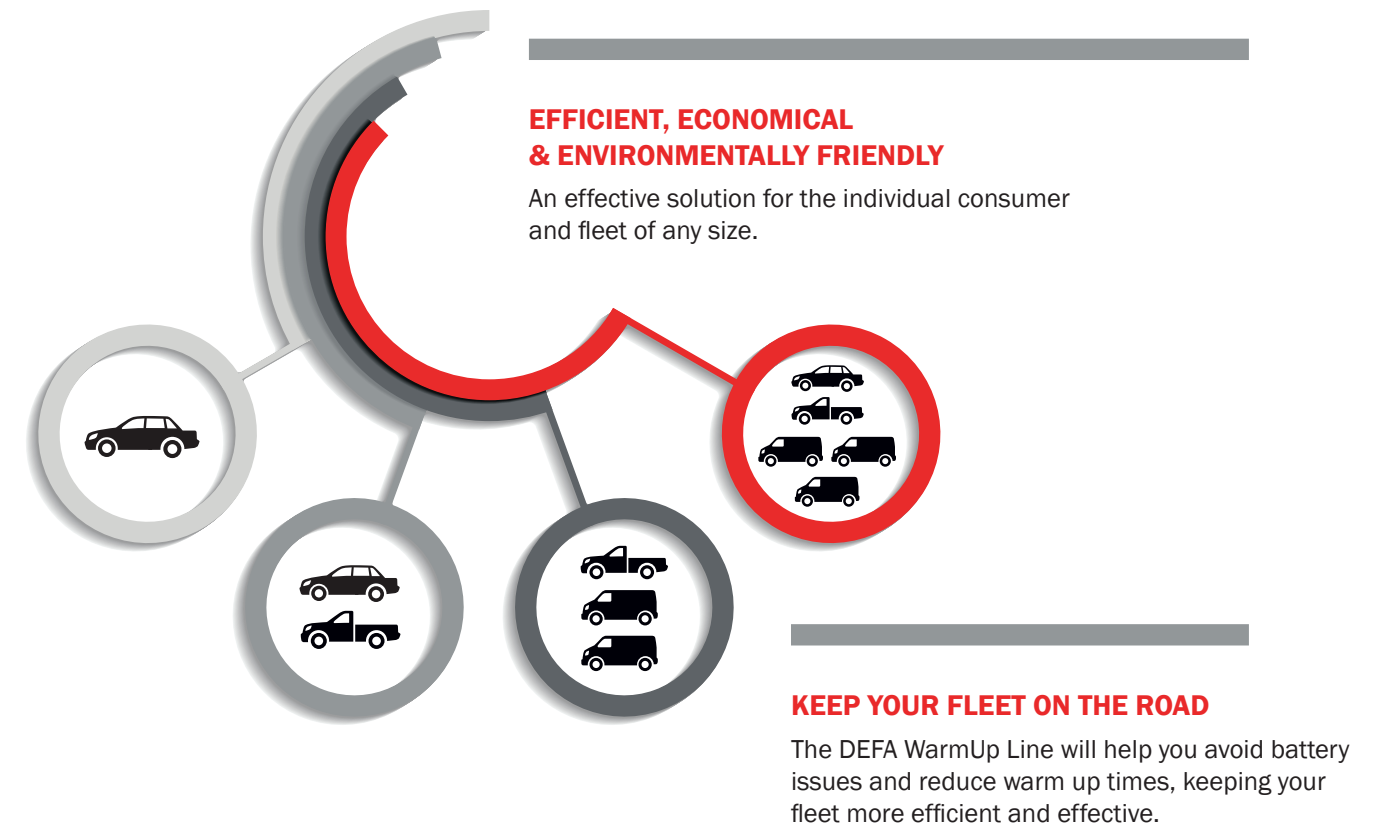 EFFICIENT, ECONOMICAL
& ENVIRONMENTALLY FRIENDLY
An effective solution for the individual consumer
and fleet of any size.
KEEP YOUR FLEET ON THE ROAD
The DEFA WarmUp Line will help you avoid battery
issues and reduce warm up times, keeping your
fleet more efficient and effective.